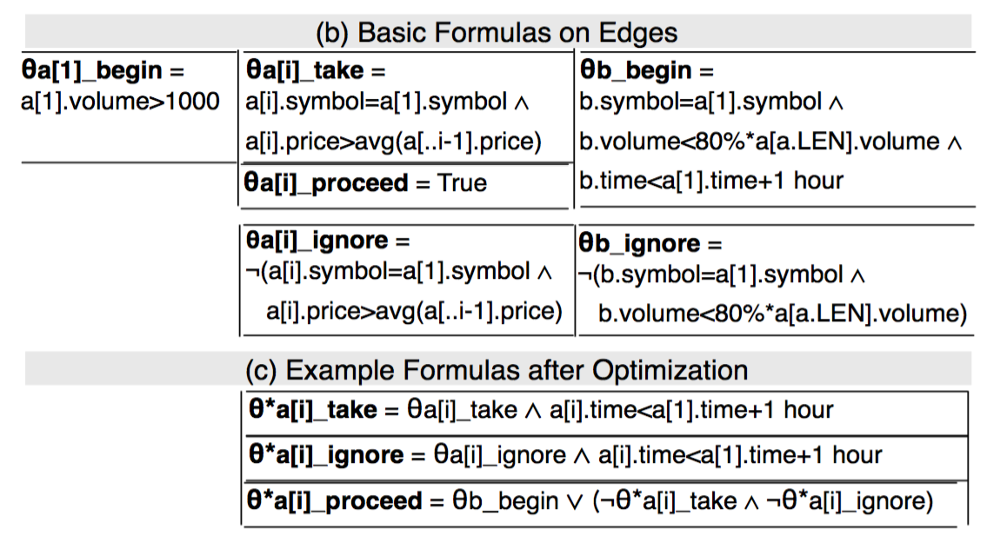 (b) Basic Formulas on Edges
θa[1]_begin =
a[1].volume>1000
θa[i]_take =
a[i].symbol=a[1].symbol ∧
a[i].price>avg(a[..i-1].price)
θa[i]_proceed = True
θb_begin =
b.symbol=a[1].symbol ∧
b.volume<80%*a[a.LEN].volume ∧
b.time<a[1].time+1 hour
θa[i]_ignore =
¬(a[i].symbol=a[1].symbol ∧
a[i].price>avg(a[..i-1].price)
θb_ignore =
¬(b.symbol=a[1].symbol ∧
b.volume<80%*a[a.LEN].volume)
(c) Example Formulas after Optimization
θ*a[i]_take = θa[i]_take ∧ a[i].time<a[1].time+1 hour
θ*a[i]_ignore = θa[i]_ignore ∧ a[i].time<a[1].time+1 hour
θ*a[i]_proceed = θb_begin ∨ (¬θ*a[i]_take ∧ ¬θ*a[i]_ignore)